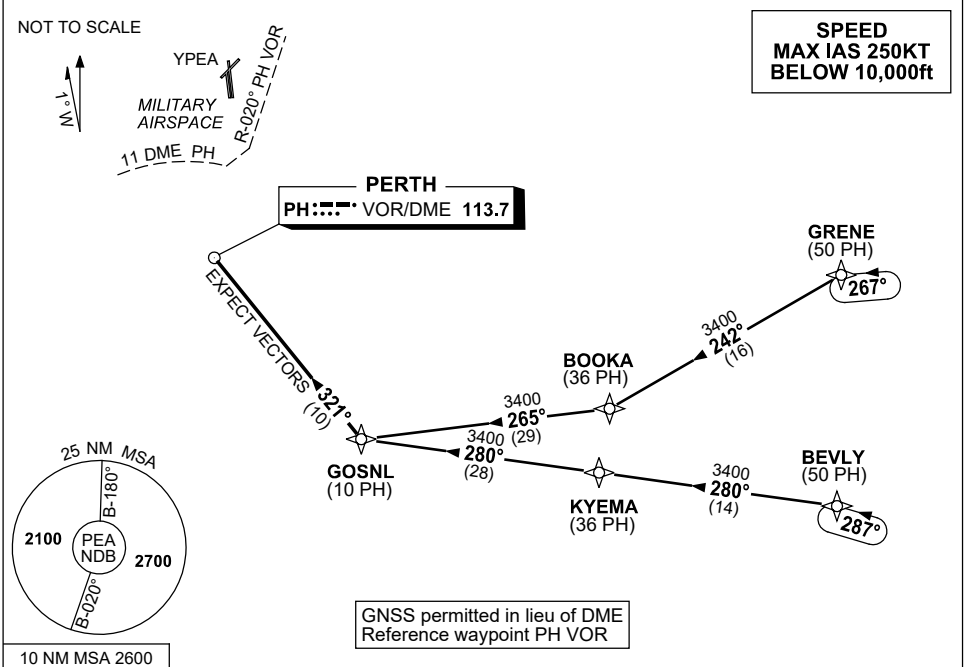 NOT TO SCALE
1° W
YPEA
MILITARY
AIRSPACE
R-020° PH VOR
11 DME PH
SPEED
MAX IAS 250KT
BELOW 10,000ft
PERTH
PH VOR/DME 113.7
GRENE
(50 PH)
267°
3400
242°
(16)
BOOKA
(36 PH)
3400
265°
(29)
EXPECT VECTORS
321°
(10)
GOSNL
(10 PH)
3400
280°
(28)
KYEMA
(36 PH)
3400
280°
(14)
BEVLY
(50 PH)
287°
25 NM MSA
B-180°
2100
PEA
NDB
2700
B-020°
10 NM MSA 2600
GNSS permitted in lieu of DME
Reference waypoint PH VOR